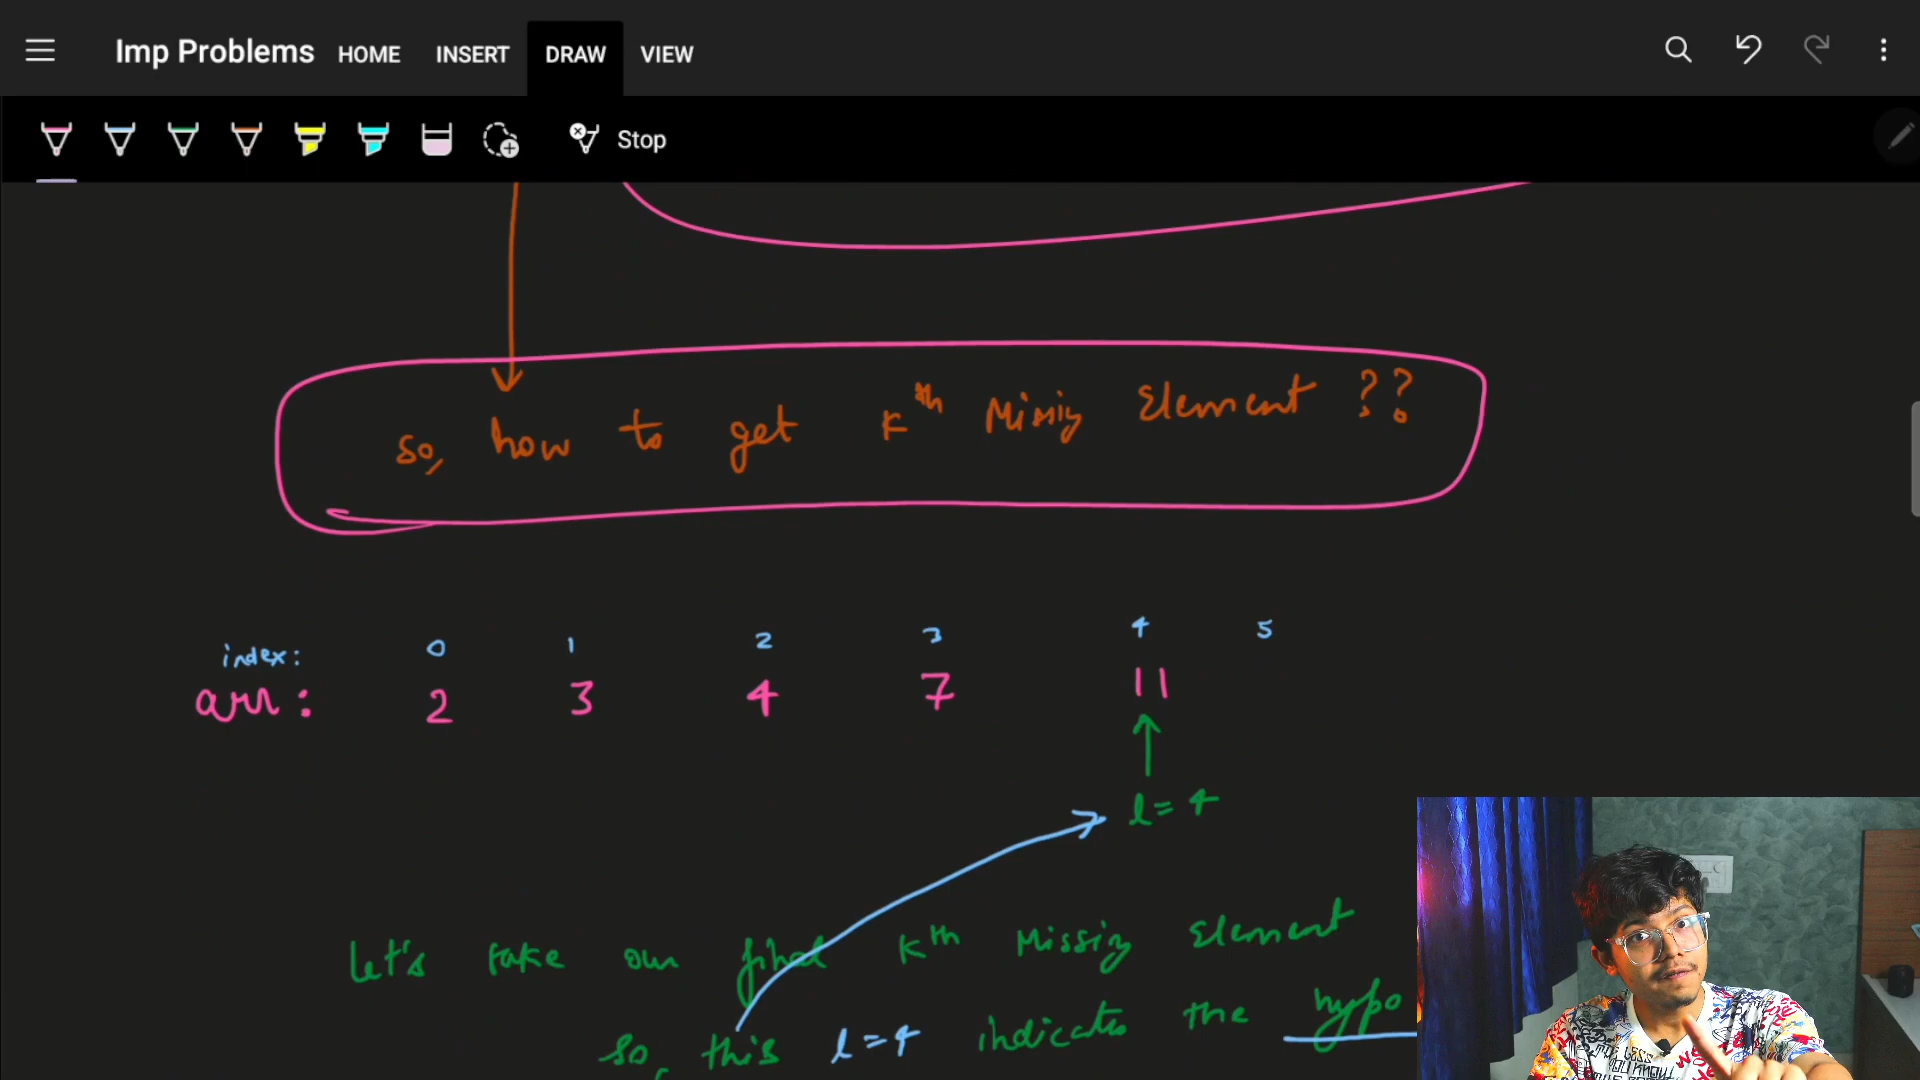 Imp Problems HOME INSERT DRAW VIEW
Stop
so, how to get Kth Missing Element ??
index: 0 1 2 3 4 5
arr: 2 3 4 7 11
l = 4
Let's take our final Kth Missing Element
so, this l = 4 indicates the hypo